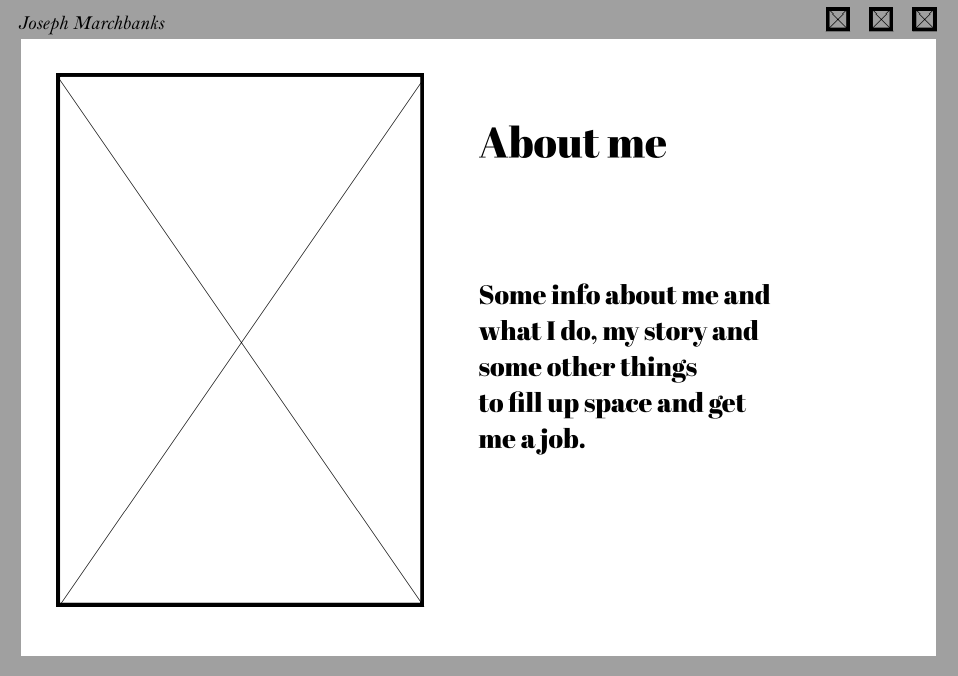 Joseph Marchbanks
About me
Some info about me and
what I do, my story and
some other things
to fill up space and get
me a job.